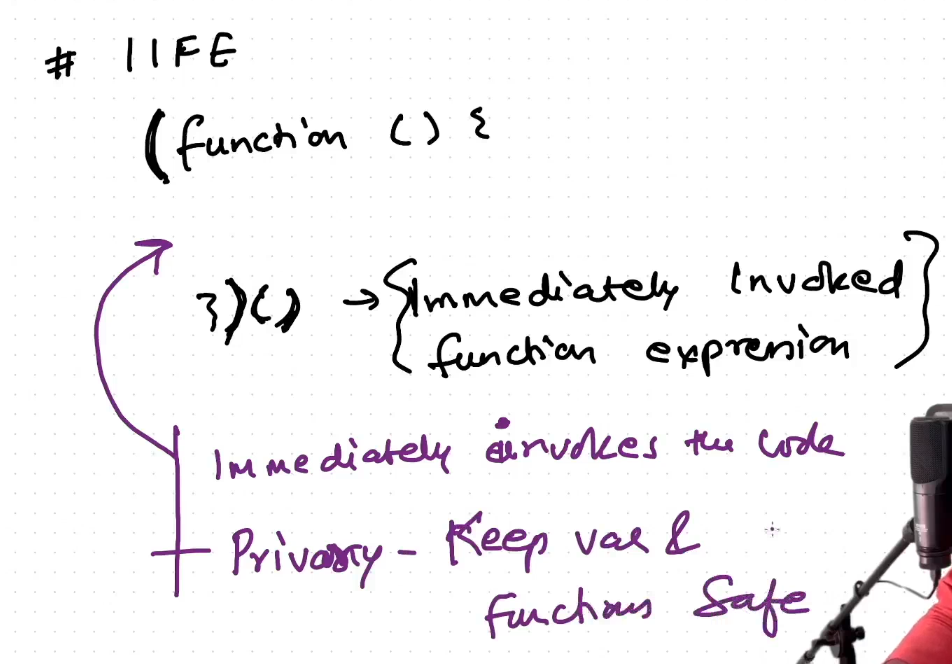 # IIFE
(function () {
})() → {Immediately Invoked
function expression}
Immediately invokes the code
Privacy - Keep var &
functions Safe